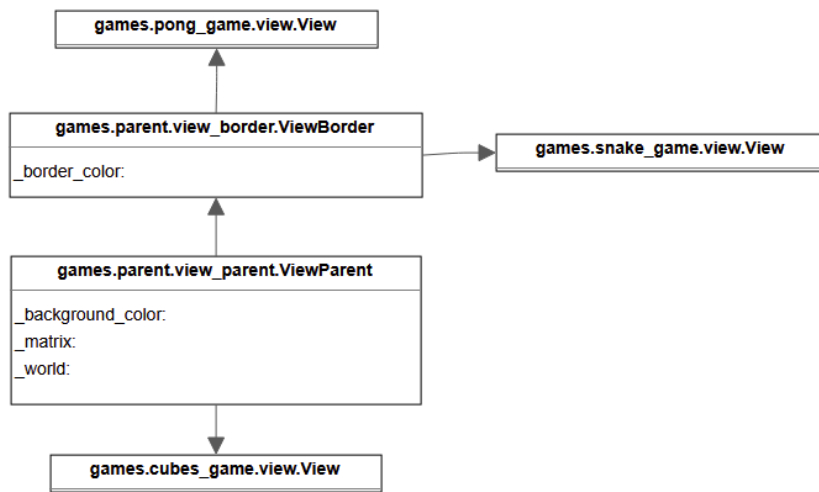 games.pong_game.view.View
games.parent.view_border.ViewBorder
_border_color:
games.snake_game.view.View
games.parent.view_parent.ViewParent
_background_color:
_matrix:
_world:
games.cubes_game.view.View